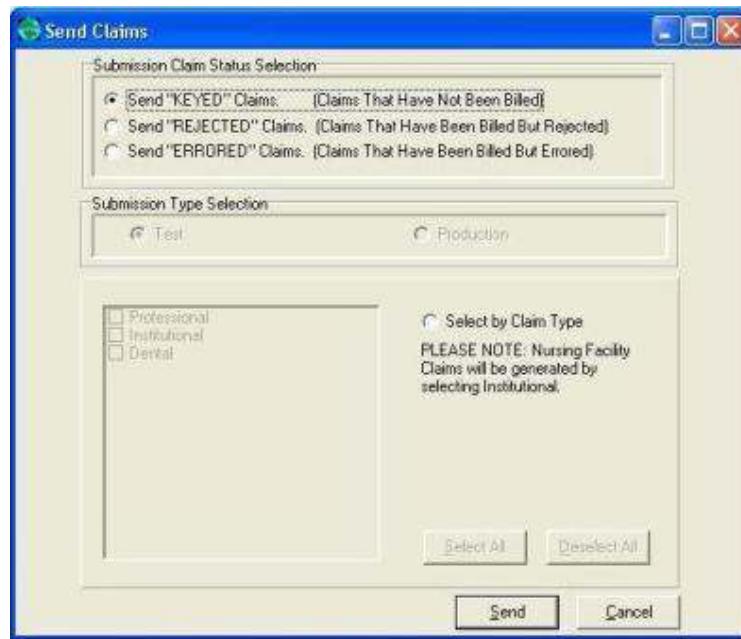 Send Claims
Submission Claim Status Selection
Send "KEYED" Claims. (Claims That Have Not Been Billed)
Send "REJECTED" Claims. (Claims That Have Been Billed But Rejected)
Send "ERRORED" Claims. (Claims That Have Been Billed But Errored)
Submission Type Selection
Test Production
Professional
Institutional
Dental
Select by Claim Type
PLEASE NOTE: Nursing Facility
Claims will be generated by
selecting Institutional.
Select All Deselect All
Send Cancel